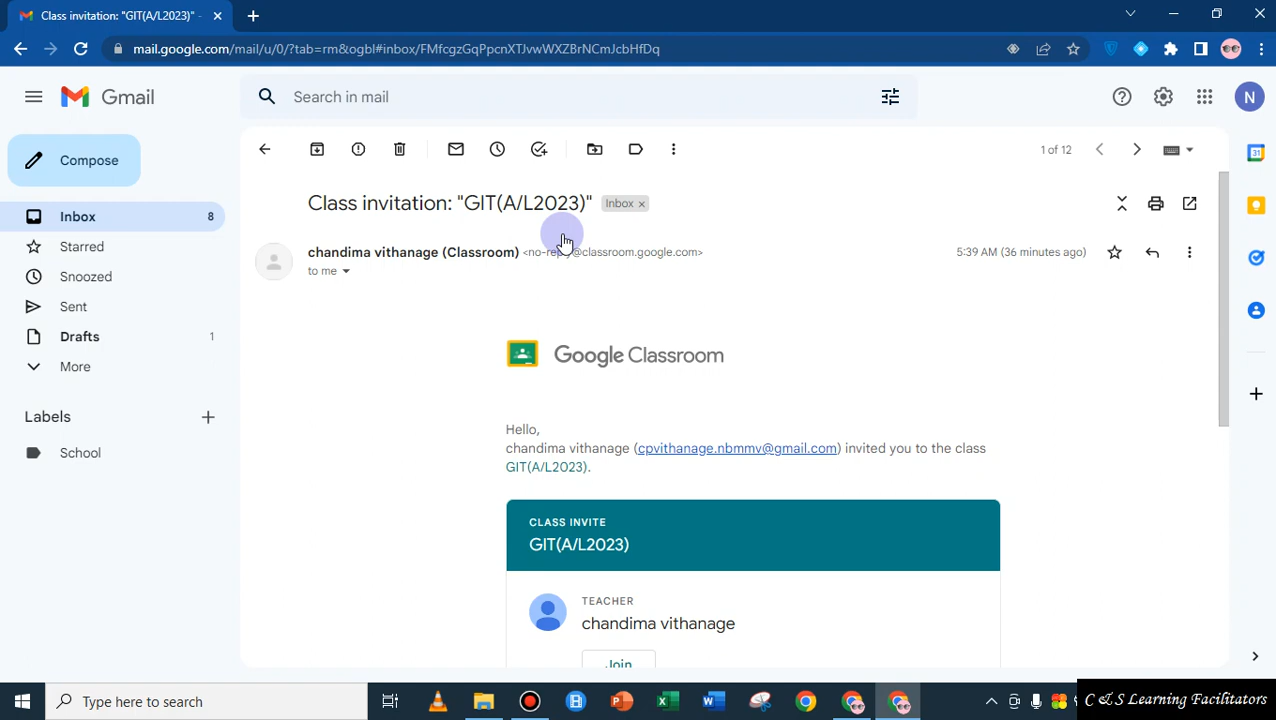 Class invitation: "GIT(A/L2023)" -
mail.google.com/mail/u/0/?tab=rm&ogbl#inbox/FMfcgzGqPpcnXTJvwWXZBrNCmJcbHfDq
Gmail
Search in mail
N
Compose
1 of 12
Inbox 8
Class invitation: "GIT(A/L2023)" Inbox x
Starred
chandima vithanage (Classroom) <no-reply@classroom.google.com> 5:39 AM (36 minutes ago)
to me
Snoozed
Sent
Drafts 1
Google Classroom
More
Labels
Hello,
chandima vithanage (cpvithanage.nbmmv@gmail.com) invited you to the class
School
GIT(A/L2023).
CLASS INVITE
GIT(A/L2023)
TEACHER
chandima vithanage
Join
Type here to search
C & S Learning Facilitators